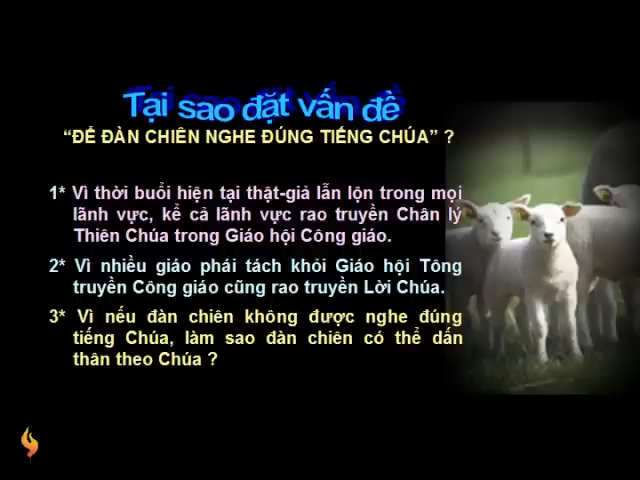 Tại sao đặt vấn đề
“ĐỂ ĐÀN CHIÊN NGHE ĐÚNG TIẾNG CHÚA” ?
1* Vì thời buổi hiện tại thật-giả lẫn lộn trong mọi
lãnh vực, kể cả lãnh vực rao truyền Chân lý
Thiên Chúa trong Giáo hội Công giáo.
2* Vì nhiều giáo phái tách khỏi Giáo hội Tông
truyền Công giáo cũng rao truyền Lời Chúa.
3* Vì nếu đàn chiên không được nghe đúng
tiếng Chúa, làm sao đàn chiên có thể dấn
thân theo Chúa ?